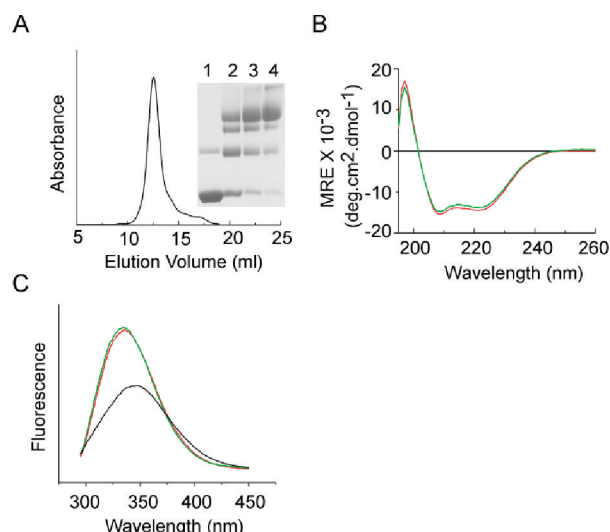 A
Absorbance
1 2 3 4
5 10 15 20 25
Elution Volume (ml)
B
MRE X 10-3
(deg.cm2.dmol-1)
20
10
0
-10
-20
200 220 240 260
Wavelength (nm)
C
Fluorescence
300 350 400 450
Wavelength (nm)